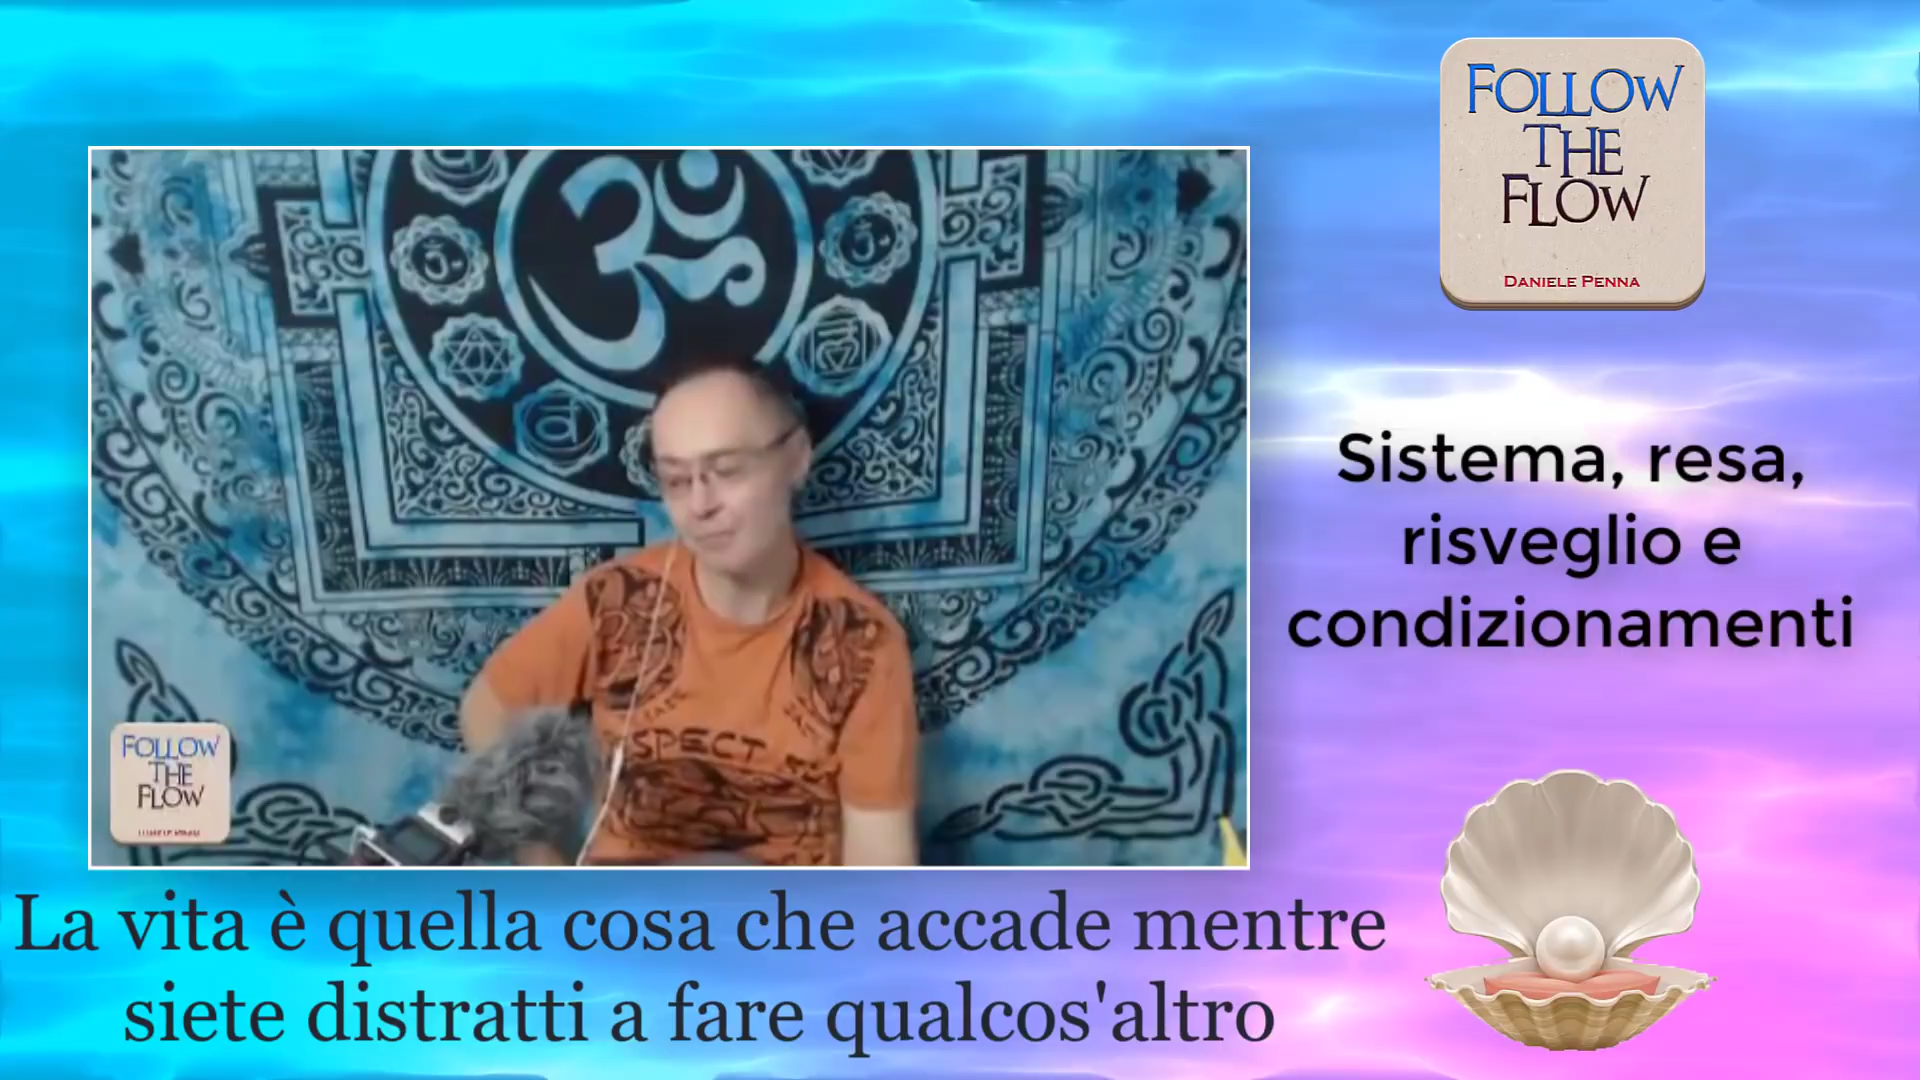 FOLLOW
THE
FLOW
DANIELE PENNA
Sistema, resa,
risveglio e
condizionamenti
SPECT
FOLLOW
THE
FLOW
La vita è quella cosa che accade mentre
siete distratti a fare qualcos'altro